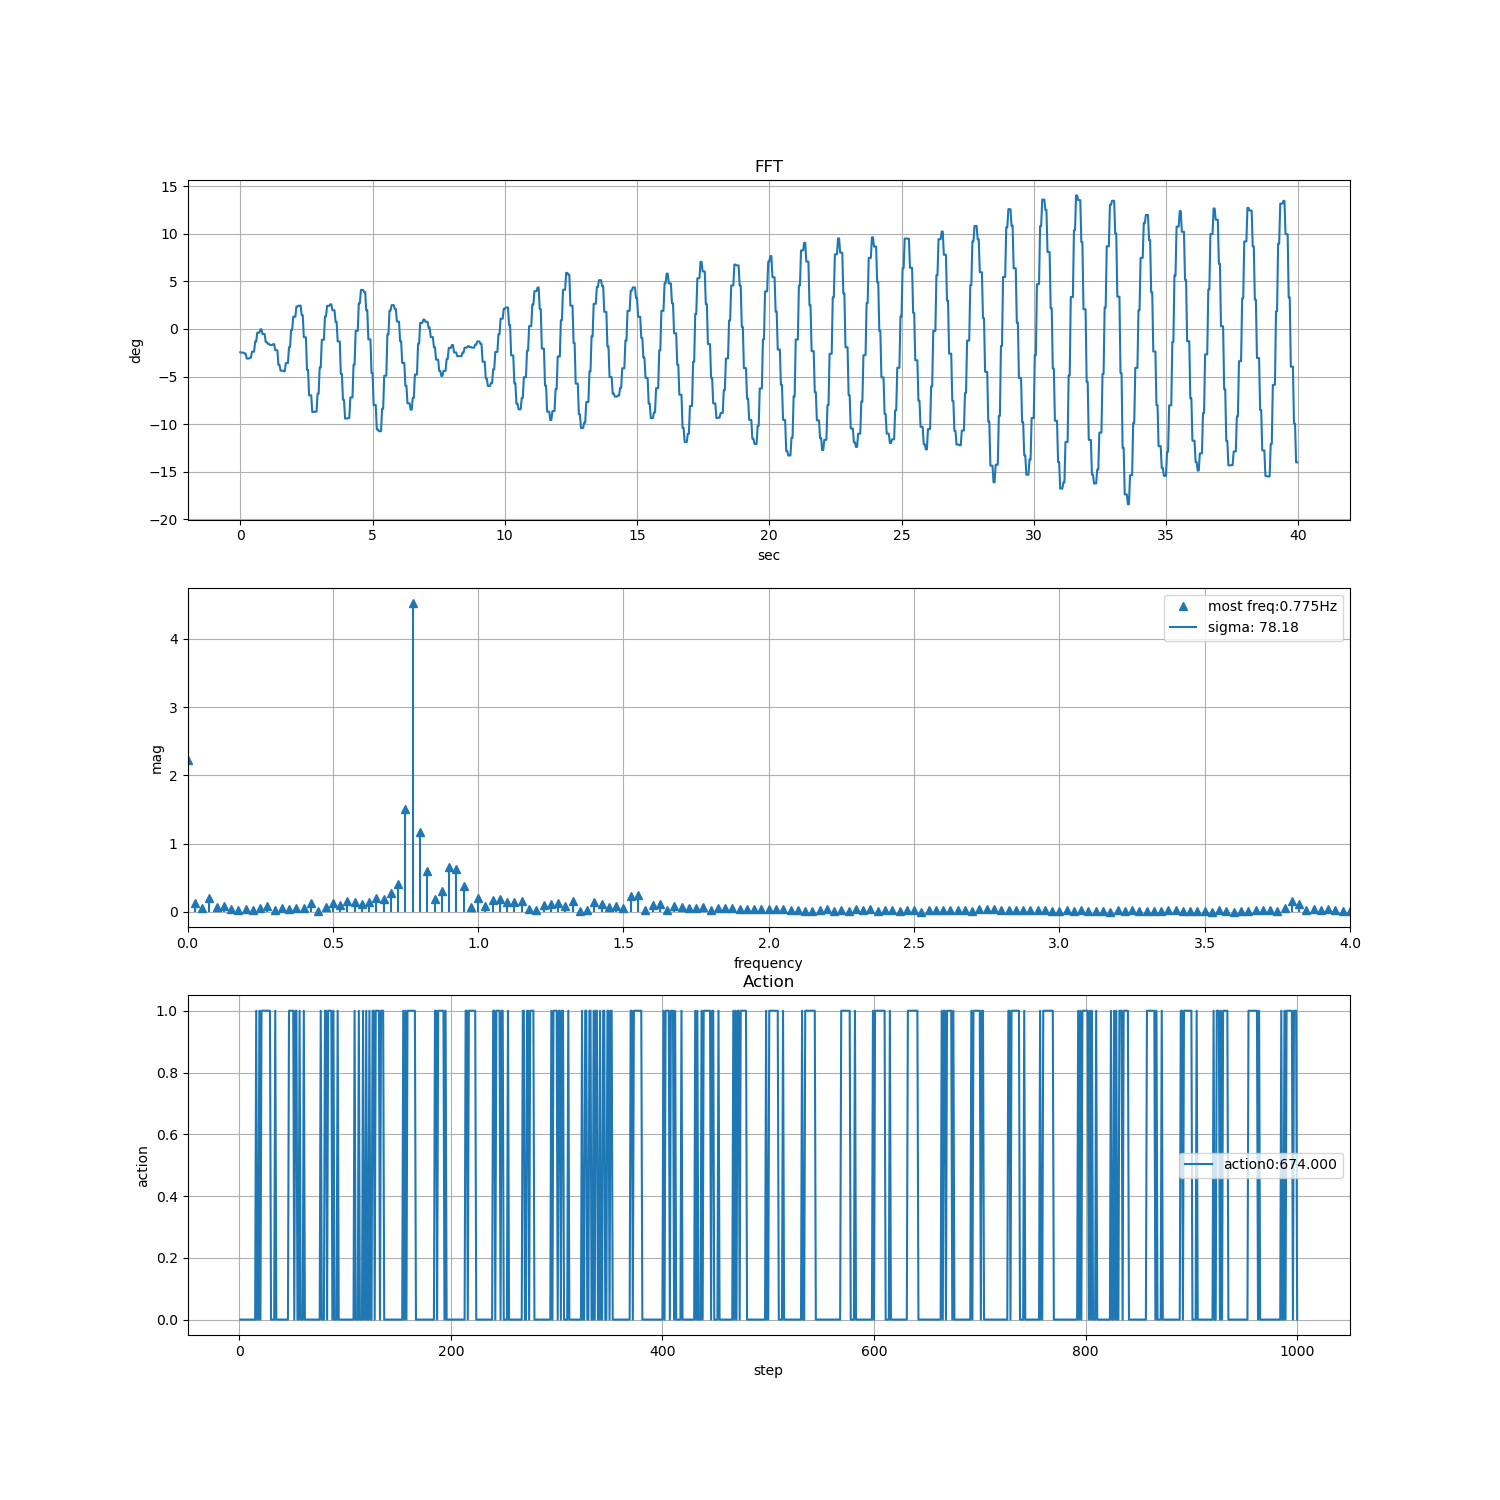 FFT
15
10
5
0
−5
−10
−15
−20
deg
0 5 10 15 20 25 30 35 40
sec
most freq:0.775Hz
sigma: 78.18
4
3
2
1
0
mag
0.0 0.5 1.0 1.5 2.0 2.5 3.0 3.5 4.0
frequency
Action
1.0
0.8
0.6
0.4
0.2
0.0
action
action0:674.000
0 200 400 600 800 1000
step